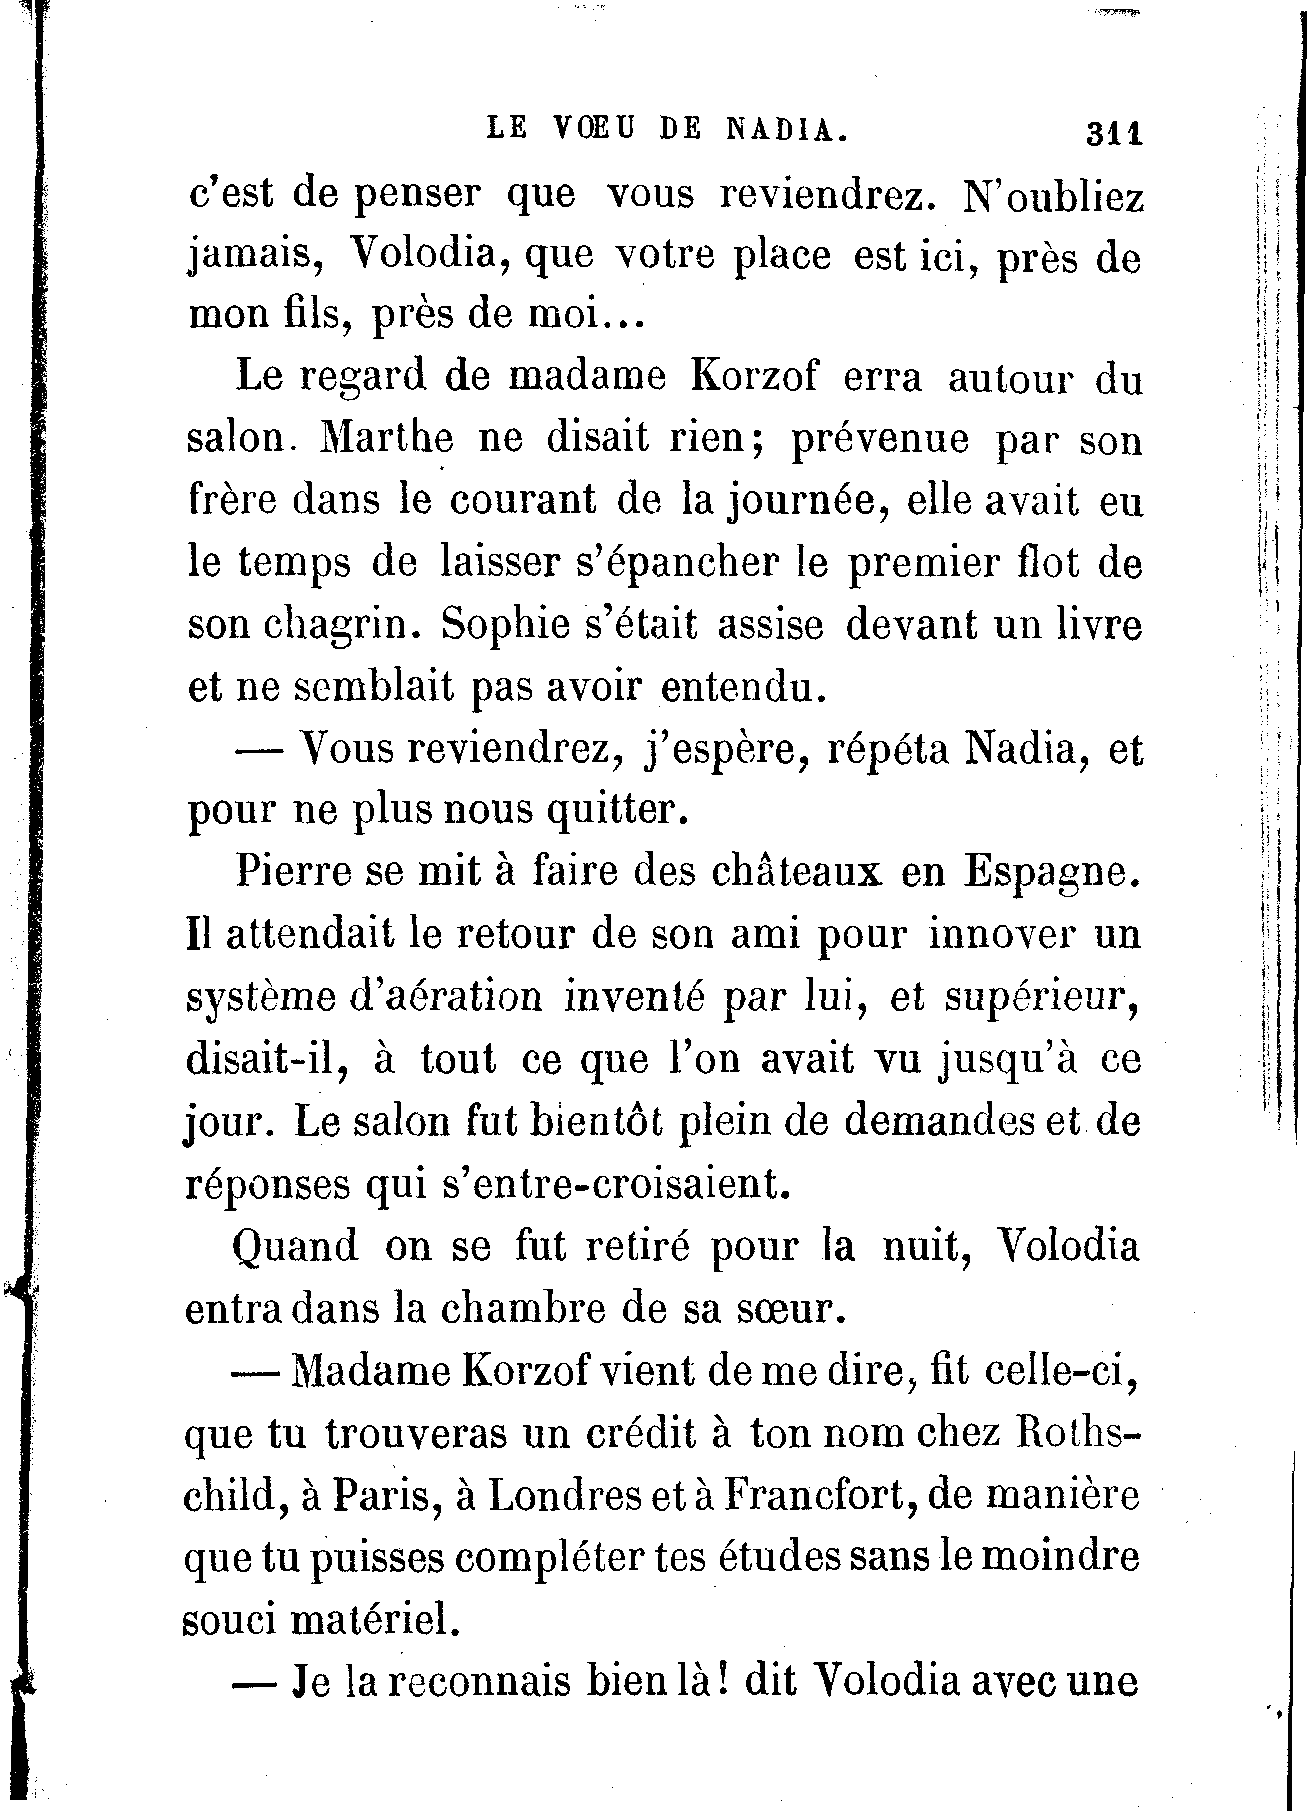 LE VŒU DE NADIA. 311
c'est de penser que vous reviendrez. N'oubliez
jamais, Volodia, que votre place est ici, près de
mon fils, près de moi...
Le regard de madame Korzof erra autour du
salon. Marthe ne disait rien; prévenue par son
frère dans le courant de la journée, elle avait eu
le temps de laisser s'épancher le premier flot de
son chagrin. Sophie s'était assise devant un livre
et ne semblait pas avoir entendu.
— Vous reviendrez, j'espère, répéta Nadia, et
pour ne plus nous quitter.
Pierre se mit à faire des châteaux en Espagne.
Il attendait le retour de son ami pour innover un
système d'aération inventé par lui, et supérieur,
disait-il, à tout ce que l'on avait vu jusqu'à ce
jour. Le salon fut bientôt plein de demandes et de
réponses qui s'entre-croisaient.
Quand on se fut retiré pour la nuit, Volodia
entra dans la chambre de sa sœur.
— Madame Korzof vient de me dire, fit celle-ci,
que tu trouveras un crédit à ton nom chez Roths-
child, à Paris, à Londres et à Francfort, de manière
que tu puisses compléter tes études sans le moindre
souci matériel.
— Je la reconnais bien là! dit Volodia avec une